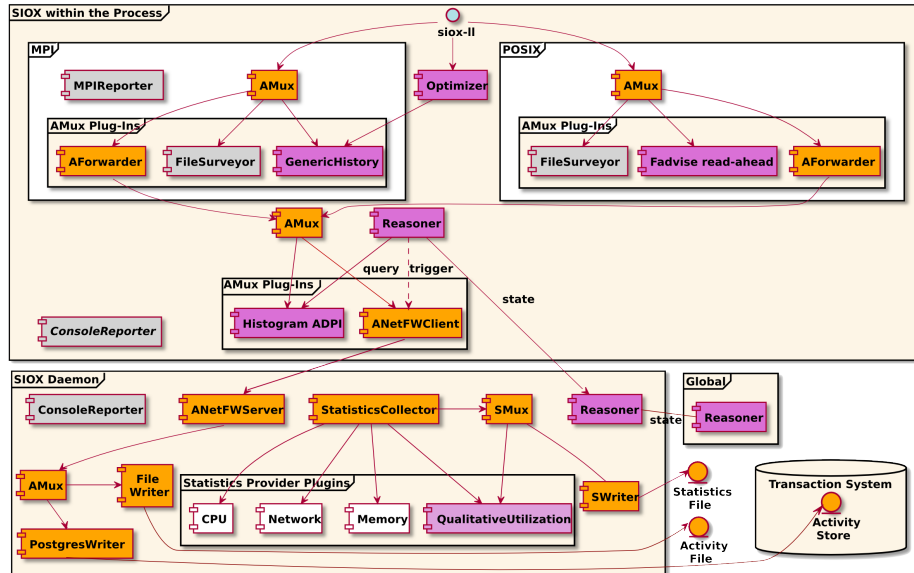 SIOX within the Process
siox-ll
MPI
POSIX
MPIReporter
AMux
Optimizer
AMux
AMux Plug-Ins
AMux Plug-Ins
AForwarder
FileSurveyor
GenericHistory
FileSurveyor
Fadvise read-ahead
AForwarder
AMux
Reasoner
query
trigger
AMux Plug-Ins
state
ConsoleReporter
Histogram ADPI
ANetFWClient
SIOX Daemon
Global
ConsoleReporter
ANetFWServer
StatisticsCollector
SMux
Reasoner
state
Reasoner
AMux
File
Writer
Statistics Provider Plugins
CPU
Network
Memory
QualitativeUtilization
SWriter
Statistics
File
Transaction System
PostgresWriter
Activity
File
Activity
Store